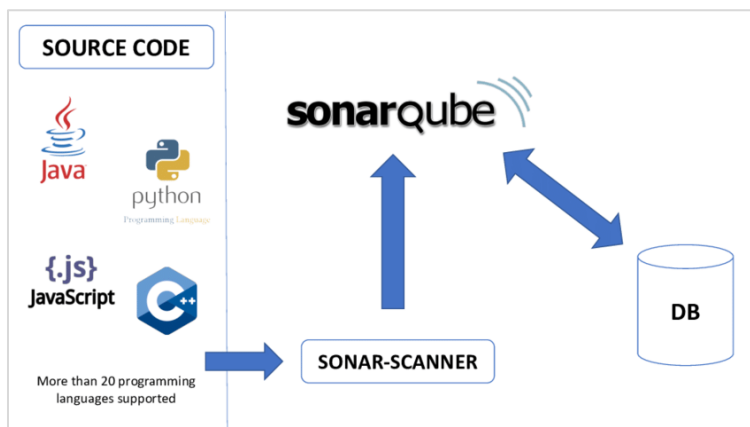 SOURCE CODE
Java
python
Programming Language
{.js}
JavaScript
C++
More than 20 programming
languages supported
sonarqube
SONAR-SCANNER
DB